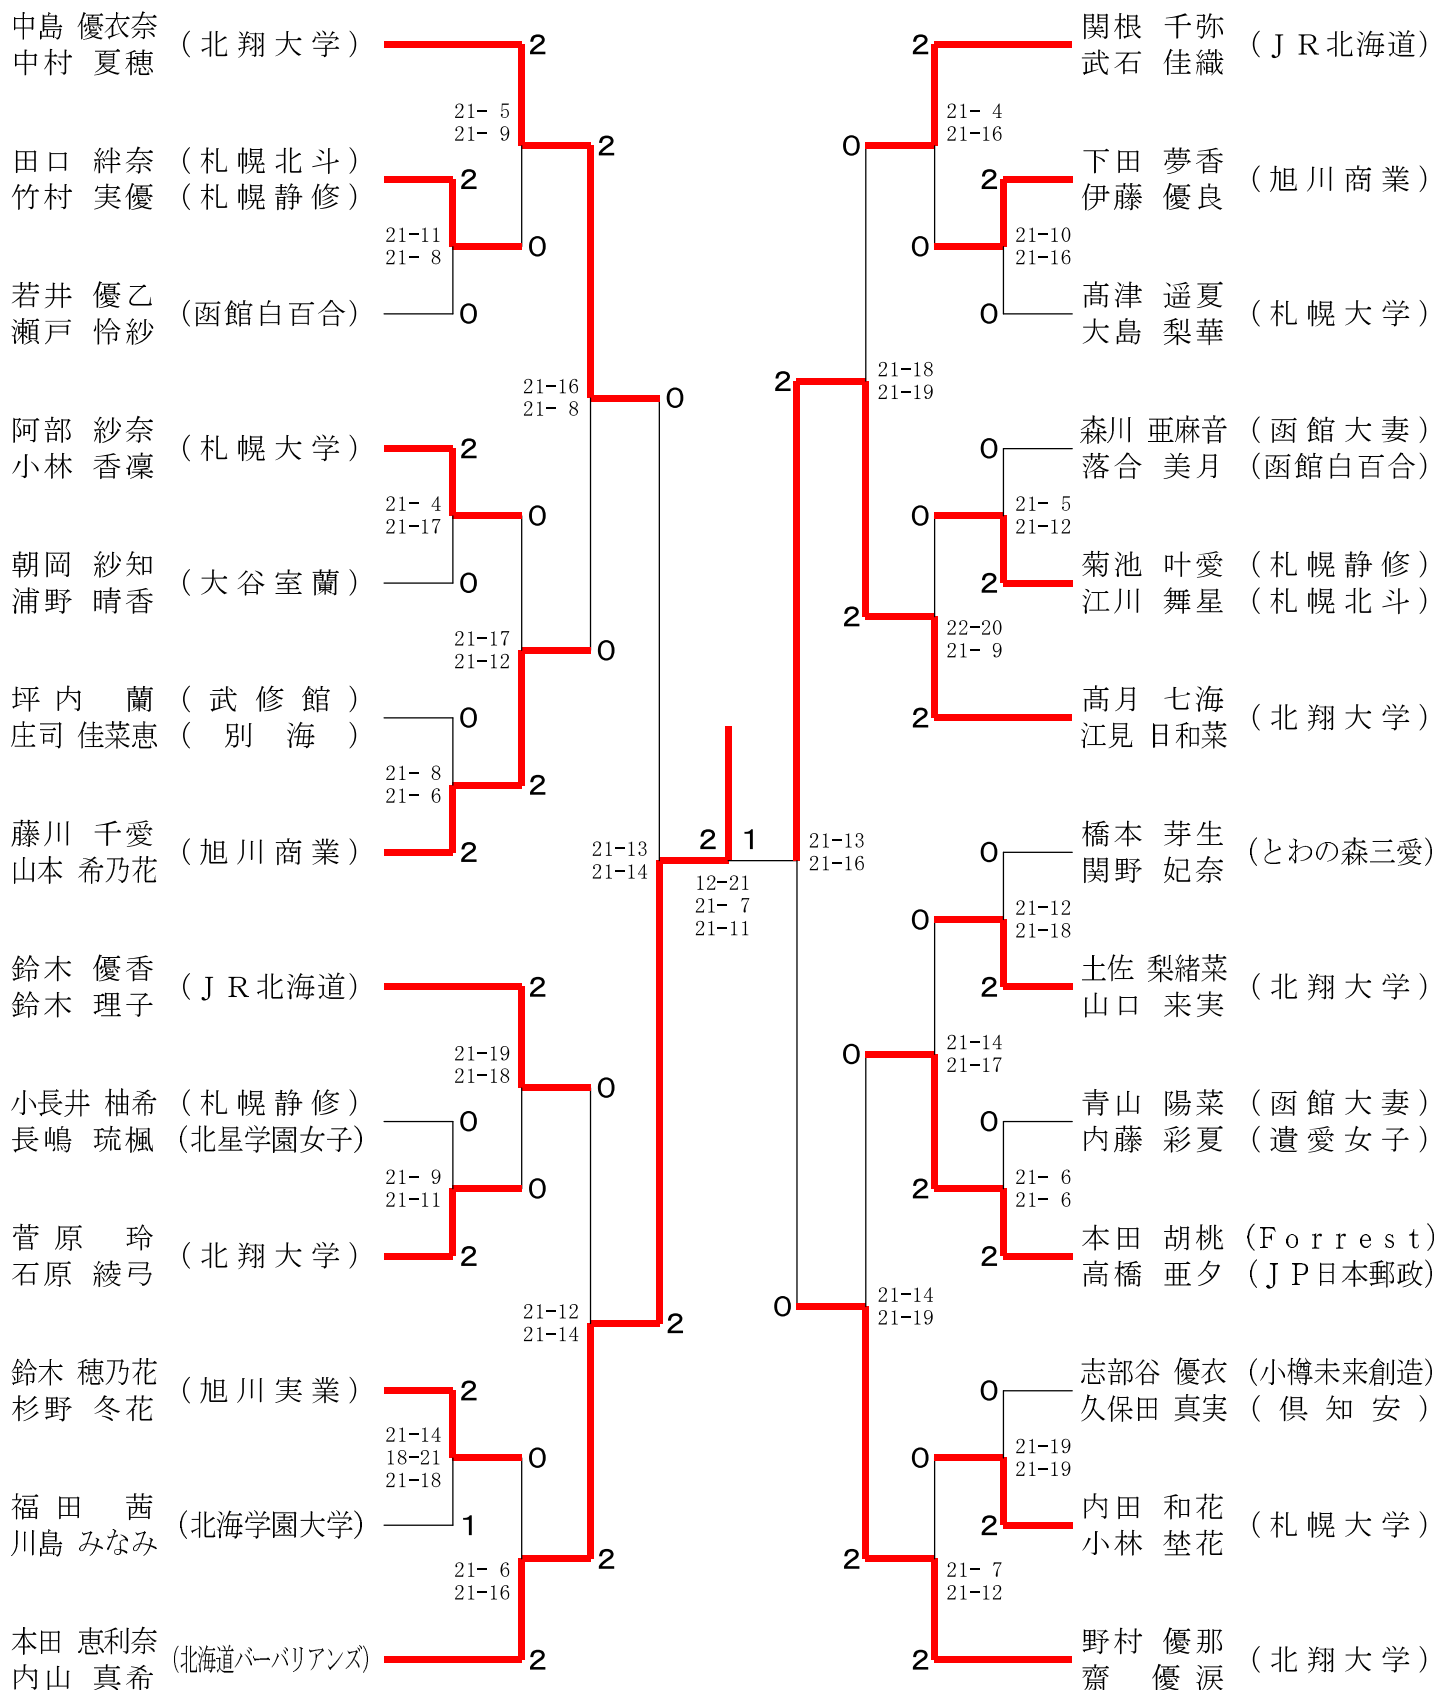 中島 優衣奈
中村 夏穂
(北翔大学)
2
21- 5
21- 9
2
田口 絆奈 (札幌北斗)
竹村 実優 (札幌静修)
2
21-11
21- 8
0
若井 優乙
瀬戸 怜紗
(函館白百合)
0
21-16
21- 8
0
阿部 紗奈
小林 香凜
(札幌大学)
2
21- 4
21-17
0
朝岡 紗知
浦野 晴香
(大谷室蘭)
0
21-17
21-12
0
坪内 蘭 (武修館)
庄司 佳菜恵 (別海)
0
21- 8
21- 6
2
藤川 千愛
山本 希乃花
(旭川商業)
2
21-13
21-14
鈴木 優香
鈴木 理子
(ＪＲ北海道)
2
21-19
21-18
0
小長井 柚希 (札幌静修)
長嶋 琉楓 (北星学園女子)
0
21- 9
21-11
0
菅原 玲
石原 綾弓
(北翔大学)
2
21-12
21-14
2
鈴木 穂乃花
杉野 冬花
(旭川実業)
2
21-14
18-21
21-18
0
福田 茜
川島 みなみ
(北海学園大学)
1
21- 6
21-16
2
本田 恵利奈
内山 真希
(北海道バーバリアンズ)
2
2 1
12-21
21- 7
21-11
関根 千弥
武石 佳織
(ＪＲ北海道)
2
21- 4
21-16
0
下田 夢香
伊藤 優良
(旭川商業)
2
21-10
21-16
0
髙津 遥夏
大島 梨華
(札幌大学)
0
21-18
21-19
2
森川 亜麻音 (函館大妻)
落合 美月 (函館白百合)
0
21- 5
21-12
0
菊池 叶愛 (札幌静修)
江川 舞星 (札幌北斗)
2
22-20
21- 9
2
髙月 七海
江見 日和菜
(北翔大学)
2
21-13
21-16
橋本 芽生
関野 妃奈
(とわの森三愛)
0
21-12
21-18
0
土佐 梨緒菜
山口 来実
(北翔大学)
2
21-14
21-17
0
青山 陽菜 (函館大妻)
内藤 彩夏 (遺愛女子)
0
21- 6
21- 6
2
本田 胡桃 (Ｆｏｒｒｅｓｔ)
高橋 亜夕 (ＪＰ日本郵政)
2
21-14
21-19
0
志部谷 優衣 (小樽未来創造)
久保田 真実 (倶知安)
0
21-19
21-19
0
内田 和花
小林 埜花
(札幌大学)
2
21- 7
21-12
2
野村 優那
齋 優涙
(北翔大学)
2